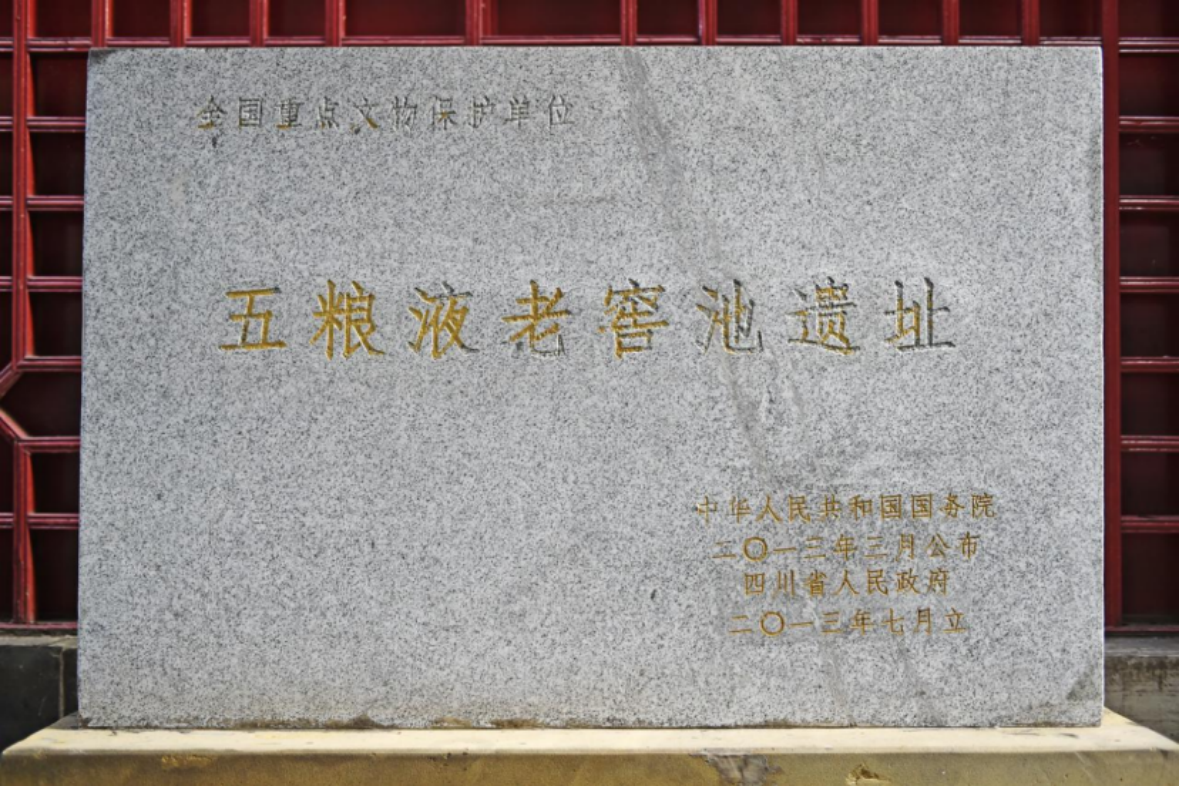 全国重点文物保护单位
五粮液老窖池遗址
中华人民共和国国务院
二〇一三年三月公布
四川省人民政府
二〇一三年七月立